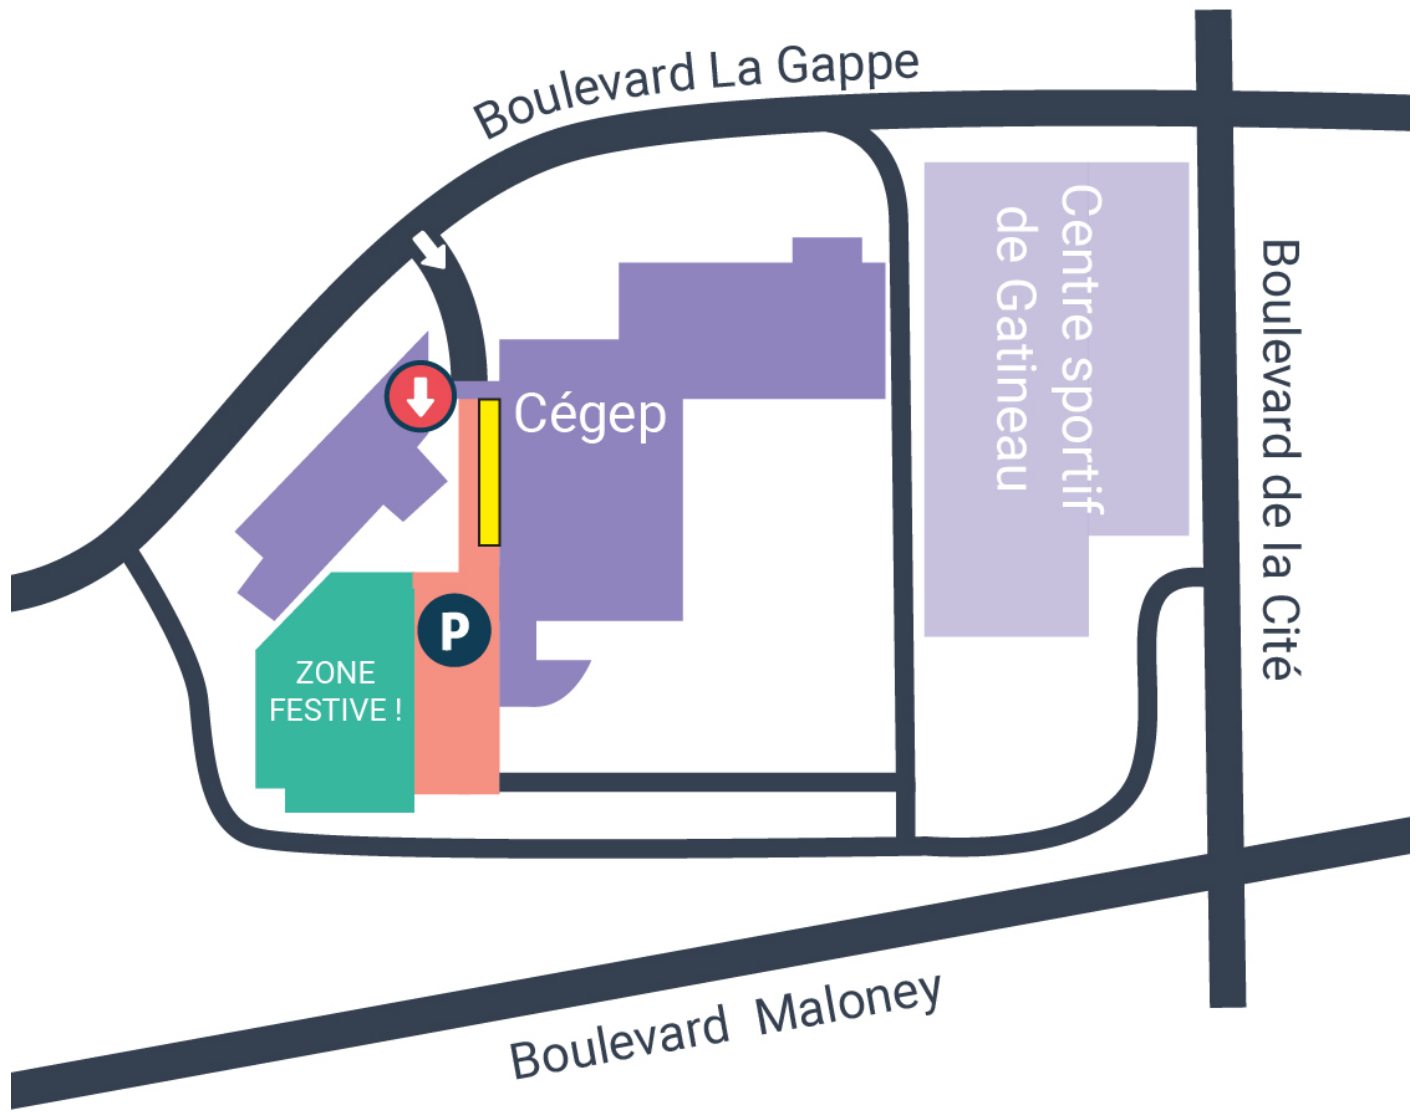 Boulevard La Gappe
Centre sportif
de Gatineau
Boulevard de la Cité
Cégep
P
ZONE
FESTIVE !
Boulevard Maloney